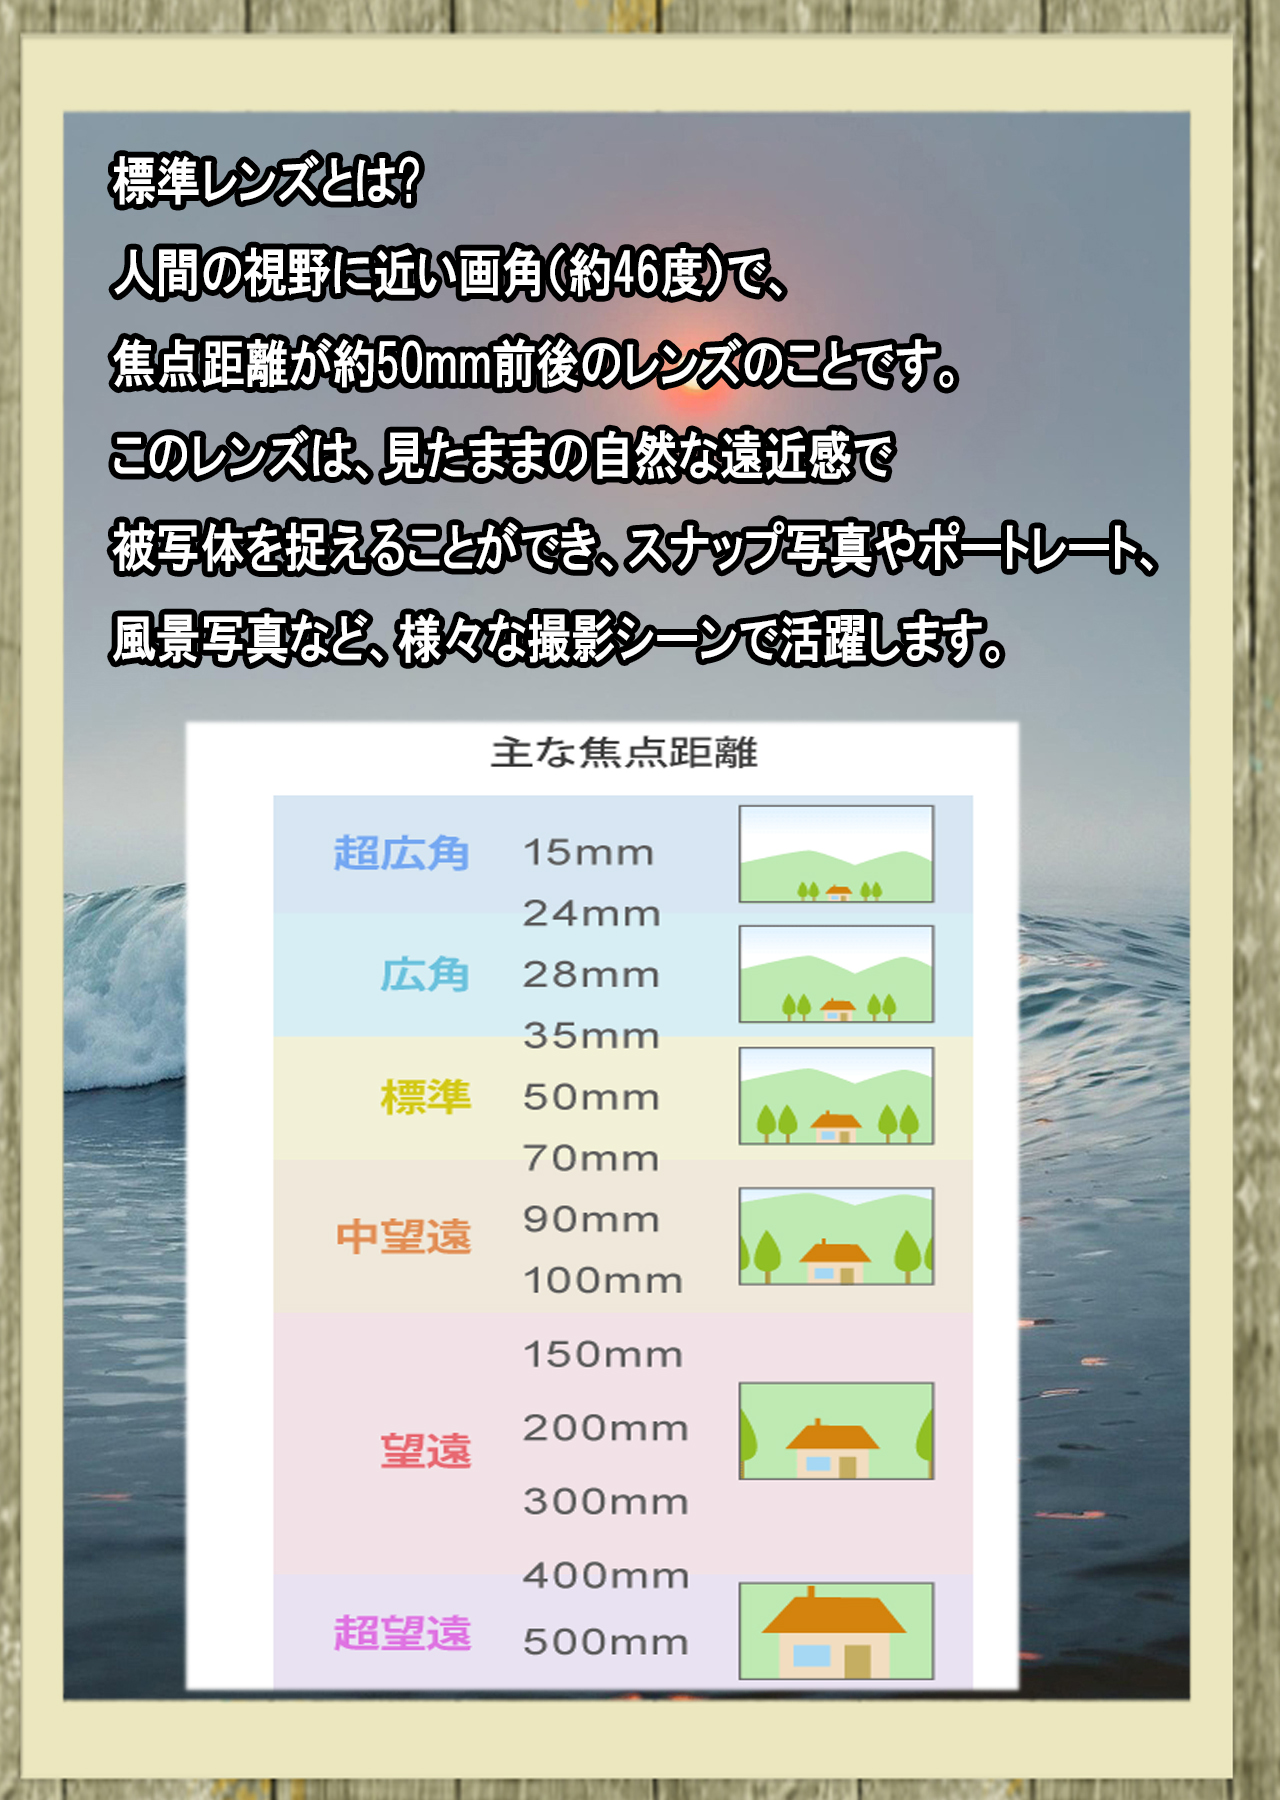 標準レンズとは?
人間の視野に近い画角(約46度)で、
焦点距離が約50mm前後のレンズのことです。
このレンズは、見たままの自然な遠近感で
被写体を捉えることができ、スナップ写真やポートレート、
風景写真など、様々な撮影シーンで活躍します。
主な焦点距離
超広角 15mm
24mm
広角 28mm
35mm
標準 50mm
70mm
中望遠 90mm
100mm
150mm
望遠 200mm
300mm
400mm
超望遠 500mm